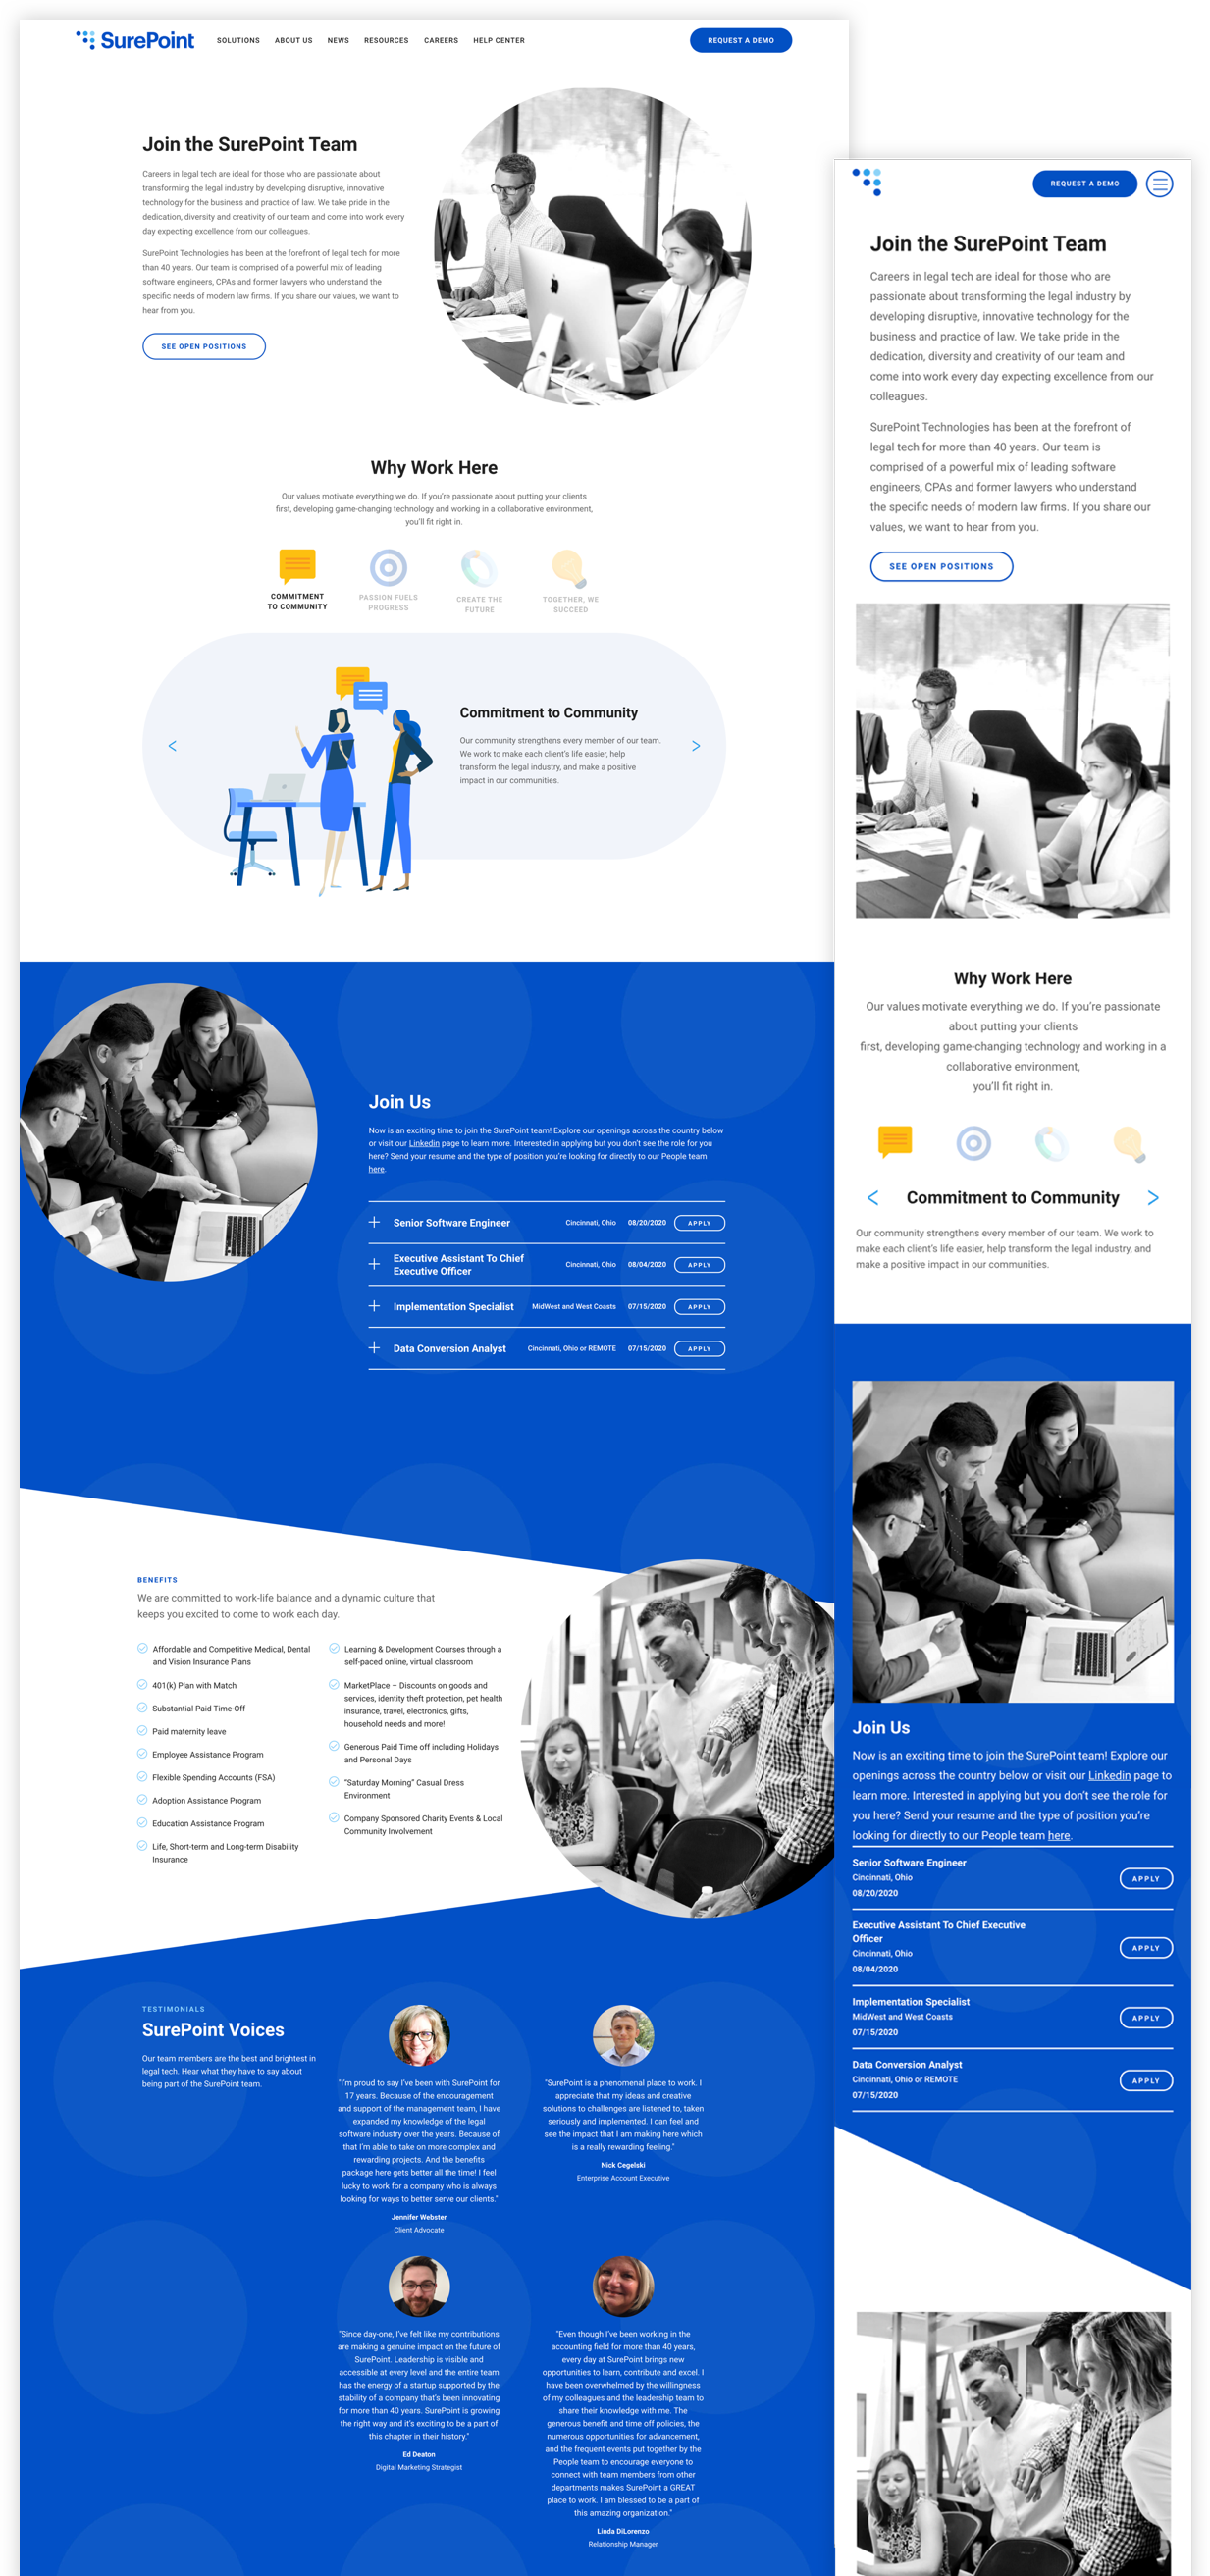 SurePoint
SOLUTIONS ABOUT US NEWS RESOURCES CAREERS HELP CENTER
REQUEST A DEMO
Join the SurePoint Team
Careers in legal tech are ideal for those who are passionate about
transforming the legal industry by developing disruptive, innovative
technology for the business and practice of law. We take pride in the
dedication, diversity and creativity of our team and come into work every
day expecting excellence from our colleagues.
SurePoint Technologies has been at the forefront of legal tech for more
than 40 years. Our team is comprised of a powerful mix of leading
software engineers, CPAs and former lawyers who understand the
specific needs of modern law firms. If you share our values, we want to
hear from you.
SEE OPEN POSITIONS
Why Work Here
Our values motivate everything we do. If you're passionate about putting your clients
first, developing game-changing technology and working in a collaborative environment,
you'll fit right in.
COMMITMENT
TO COMMUNITY
PASSION FUELS
PROGRESS
CREATE THE
FUTURE
TOGETHER, WE
SUCCEED
Commitment to Community
Our community strengthens every member of our team.
We work to make each client's life easier, help
transform the legal industry, and make a positive
impact in our communities.
Join Us
Now is an exciting time to join the SurePoint team! Explore our openings across the country below
or visit our Linkedin page to learn more. Interested in applying but you don't see the role for you
here? Send your resume and the type of position you're looking for directly to our People team
here.
Senior Software Engineer Cincinnati, Ohio 08/20/2020 APPLY
Executive Assistant To Chief
Executive Officer Cincinnati, Ohio 08/04/2020 APPLY
Implementation Specialist MidWest and West Coasts 07/15/2020 APPLY
Data Conversion Analyst Cincinnati, Ohio or REMOTE 07/15/2020 APPLY
BENEFITS
We are committed to work-life balance and a dynamic culture that
keeps you excited to come to work each day.
Affordable and Competitive Medical, Dental
and Vision Insurance Plans
401(k) Plan with Match
Substantial Paid Time-Off
Paid maternity leave
Employee Assistance Program
Flexible Spending Accounts (FSA)
Adoption Assistance Program
Education Assistance Program
Life, Short-term and Long-term Disability
Insurance
Learning & Development Courses through a
self-paced online, virtual classroom
MarketPlace – Discounts on goods and
services, identity theft protection, pet health
insurance, travel, electronics, gifts,
household needs and more!
Generous Paid Time off including Holidays
and Personal Days
"Saturday Morning" Casual Dress
Environment
Company Sponsored Charity Events & Local
Community Involvement
TESTIMONIALS
SurePoint Voices
Our team members are the best and brightest in
legal tech. Hear what they have to say about
being part of the SurePoint team.
"I'm proud to say I've been with SurePoint for
17 years. Because of the encouragement
and support of the management team, I have
expanded my knowledge of the legal
software industry over the years. Because of
that I'm able to take on more complex and
rewarding projects. And the benefits
package here gets better all the time! I feel
lucky to work for a company who is always
looking for ways to better serve our clients."
Jennifer Webster
Client Advocate
"SurePoint is a phenomenal place to work. I
appreciate that my ideas and creative
solutions to challenges are listened to, taken
seriously and implemented. I can feel and
see the impact that I am making here which
is a really rewarding feeling."
Nick Cegelski
Enterprise Account Executive
"Since day-one, I've felt like my contributions
are making a genuine impact on the future of
SurePoint. Leadership is visible and
accessible at every level and the entire team
has the energy of a startup supported by the
stability of a company that's been innovating
for more than 40 years. SurePoint is growing
the right way and it's exciting to be a part of
this chapter in their history."
Ed Deaton
Digital Marketing Strategist
"Even though I've been working in the
accounting field for more than 40 years,
every day at SurePoint brings new
opportunities to learn, contribute and excel. I
have been overwhelmed by the willingness
of my colleagues and the leadership team to
share their knowledge with me. The
generous benefit and time off policies, the
numerous opportunities for advancement,
and the frequent events put together by the
People team to encourage everyone to
connect with team members from other
departments makes SurePoint a GREAT
place to work. I am blessed to be a part of
this amazing organization."
Linda DiLorenzo
Relationship Manager
REQUEST A DEMO
Join the SurePoint Team
Careers in legal tech are ideal for those who are
passionate about transforming the legal industry by
developing disruptive, innovative technology for the
business and practice of law. We take pride in the
dedication, diversity and creativity of our team and
come into work every day expecting excellence from our
colleagues.
SurePoint Technologies has been at the forefront of
legal tech for more than 40 years. Our team is
comprised of a powerful mix of leading software
engineers, CPAs and former lawyers who understand
the specific needs of modern law firms. If you share our
values, we want to hear from you.
SEE OPEN POSITIONS
Why Work Here
Our values motivate everything we do. If you're passionate
about putting your clients
first, developing game-changing technology and working in a
collaborative environment,
you'll fit right in.
Commitment to Community
Our community strengthens every member of our team. We work to
make each client's life easier, help transform the legal industry, and
make a positive impact in our communities.
Join Us
Now is an exciting time to join the SurePoint team! Explore our
openings across the country below or visit our Linkedin page to
learn more. Interested in applying but you don't see the role for
you here? Send your resume and the type of position you're
looking for directly to our People team here.
Senior Software Engineer
Cincinnati, Ohio
08/20/2020
APPLY
Executive Assistant To Chief Executive
Officer
Cincinnati, Ohio
08/04/2020
APPLY
Implementation Specialist
MidWest and West Coasts
07/15/2020
APPLY
Data Conversion Analyst
Cincinnati, Ohio or REMOTE
07/15/2020
APPLY